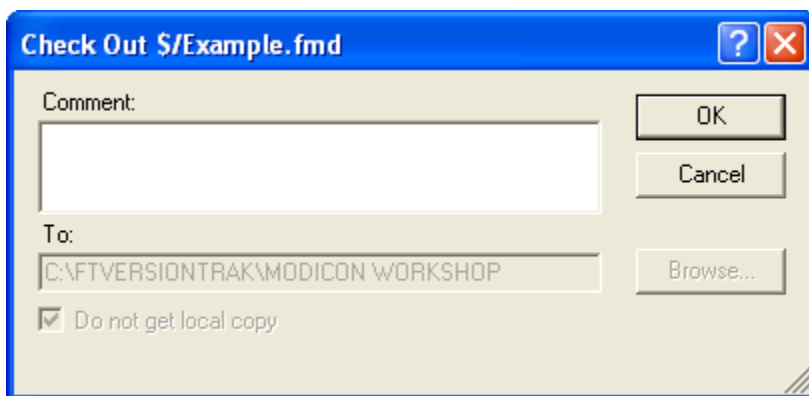 Check Out $/Example.fmd
Comment:
OK
Cancel
To:
C:\FTVERSIONTRAK\MODICON WORKSHOP
Browse...
Do not get local copy